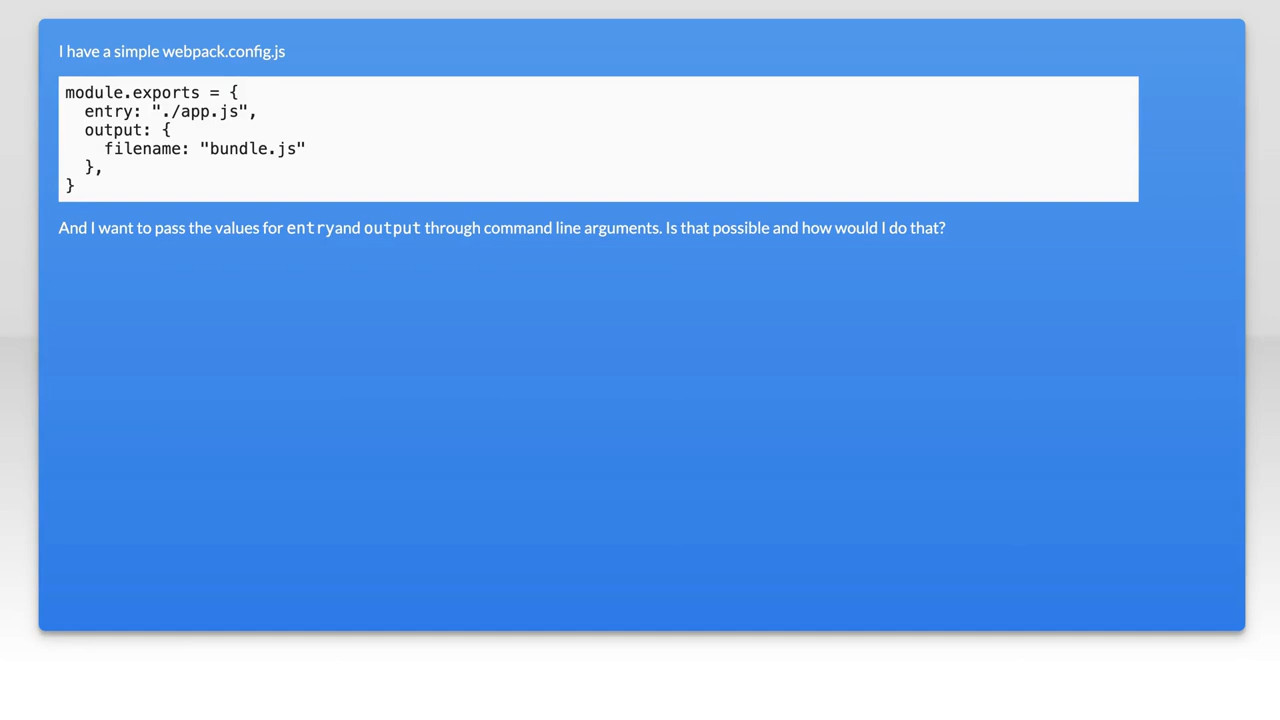 I have a simple webpack.config.js
module.exports = {
  entry: "./app.js",
  output: {
    filename: "bundle.js"
  },
}
And I want to pass the values for entryand output through command line arguments. Is that possible and how would I do that?